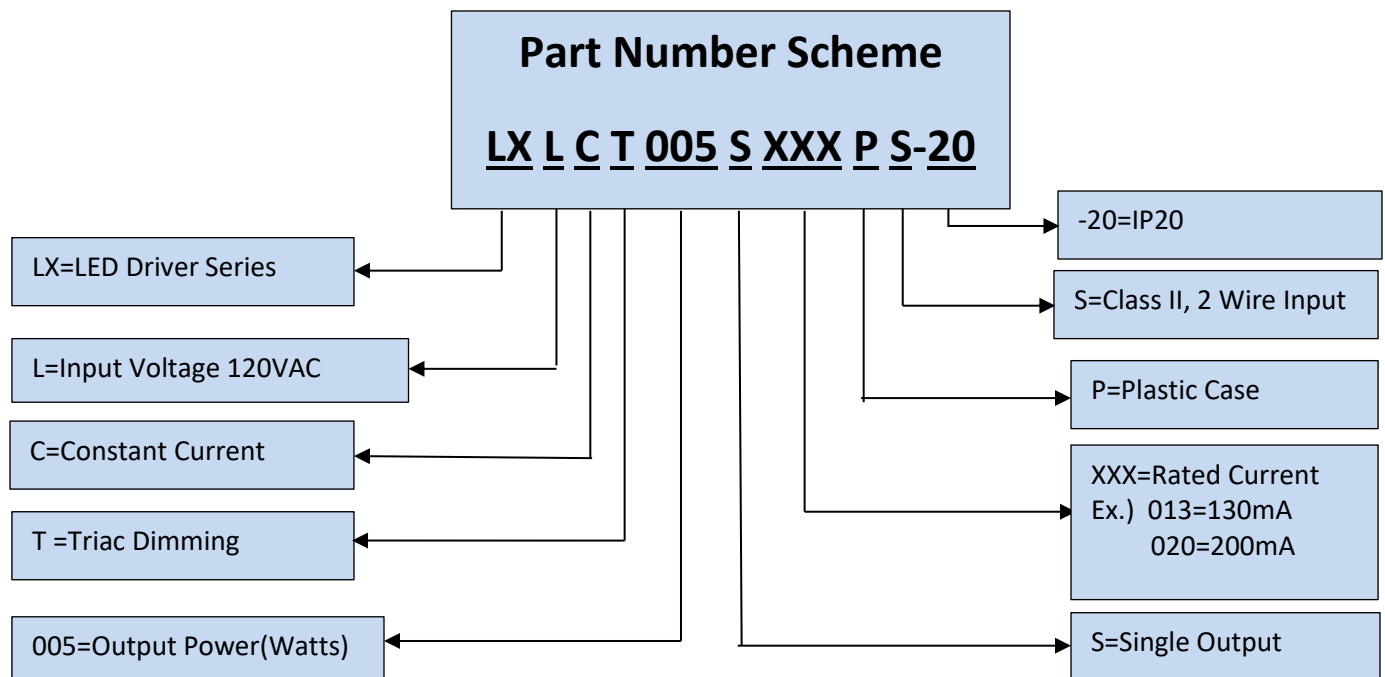 Part Number Scheme
LX L C T 005 S XXX P S-20
LX=LED Driver Series
L=Input Voltage 120VAC
C=Constant Current
T =Triac Dimming
005=Output Power(Watts)
-20=IP20
S=Class II, 2 Wire Input
P=Plastic Case
XXX=Rated Current
Ex.) 013=130mA
020=200mA
S=Single Output